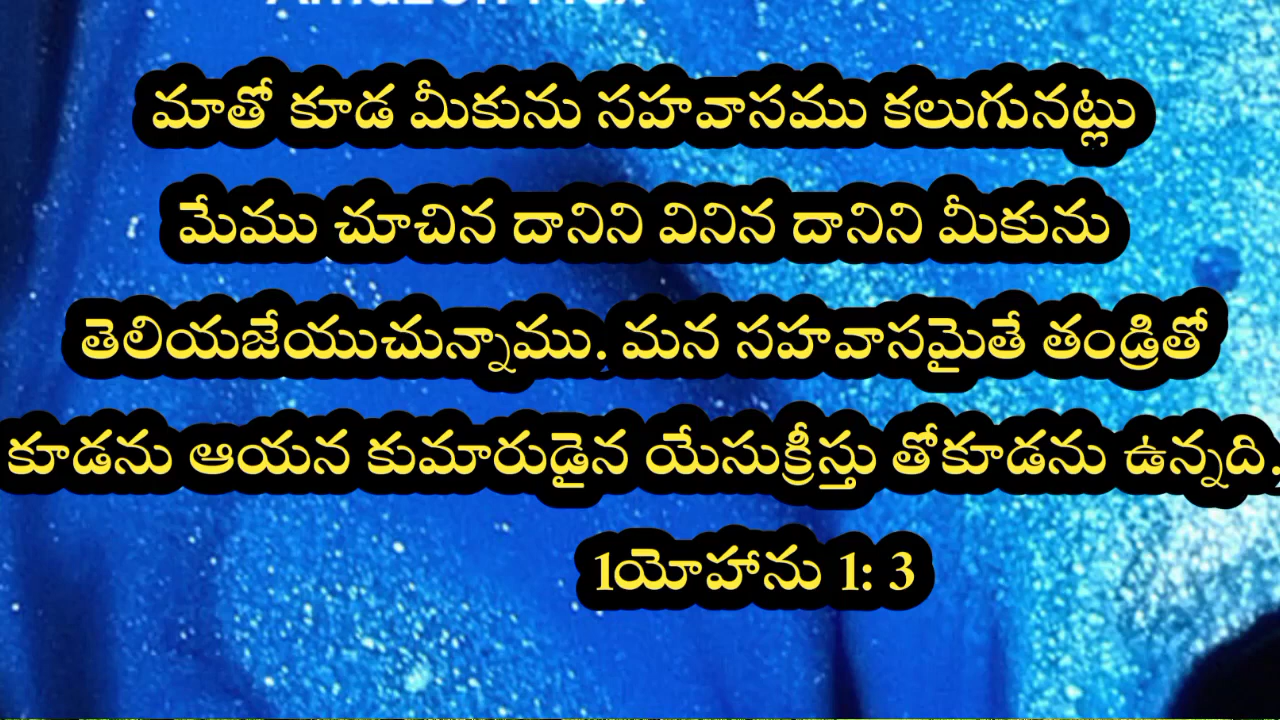 మాతో కూడ మీకును సహవాసము కలుగునట్లు
మేము చూచిన దానిని వినిన దానిని మీకును
తెలియజేయుచున్నాము. మన సహవాసమైతే తండ్రితో
కూడను ఆయన కుమారుడైన యేసుక్రీస్తు తోకూడను ఉన్నది.
1యోహాను 1: 3